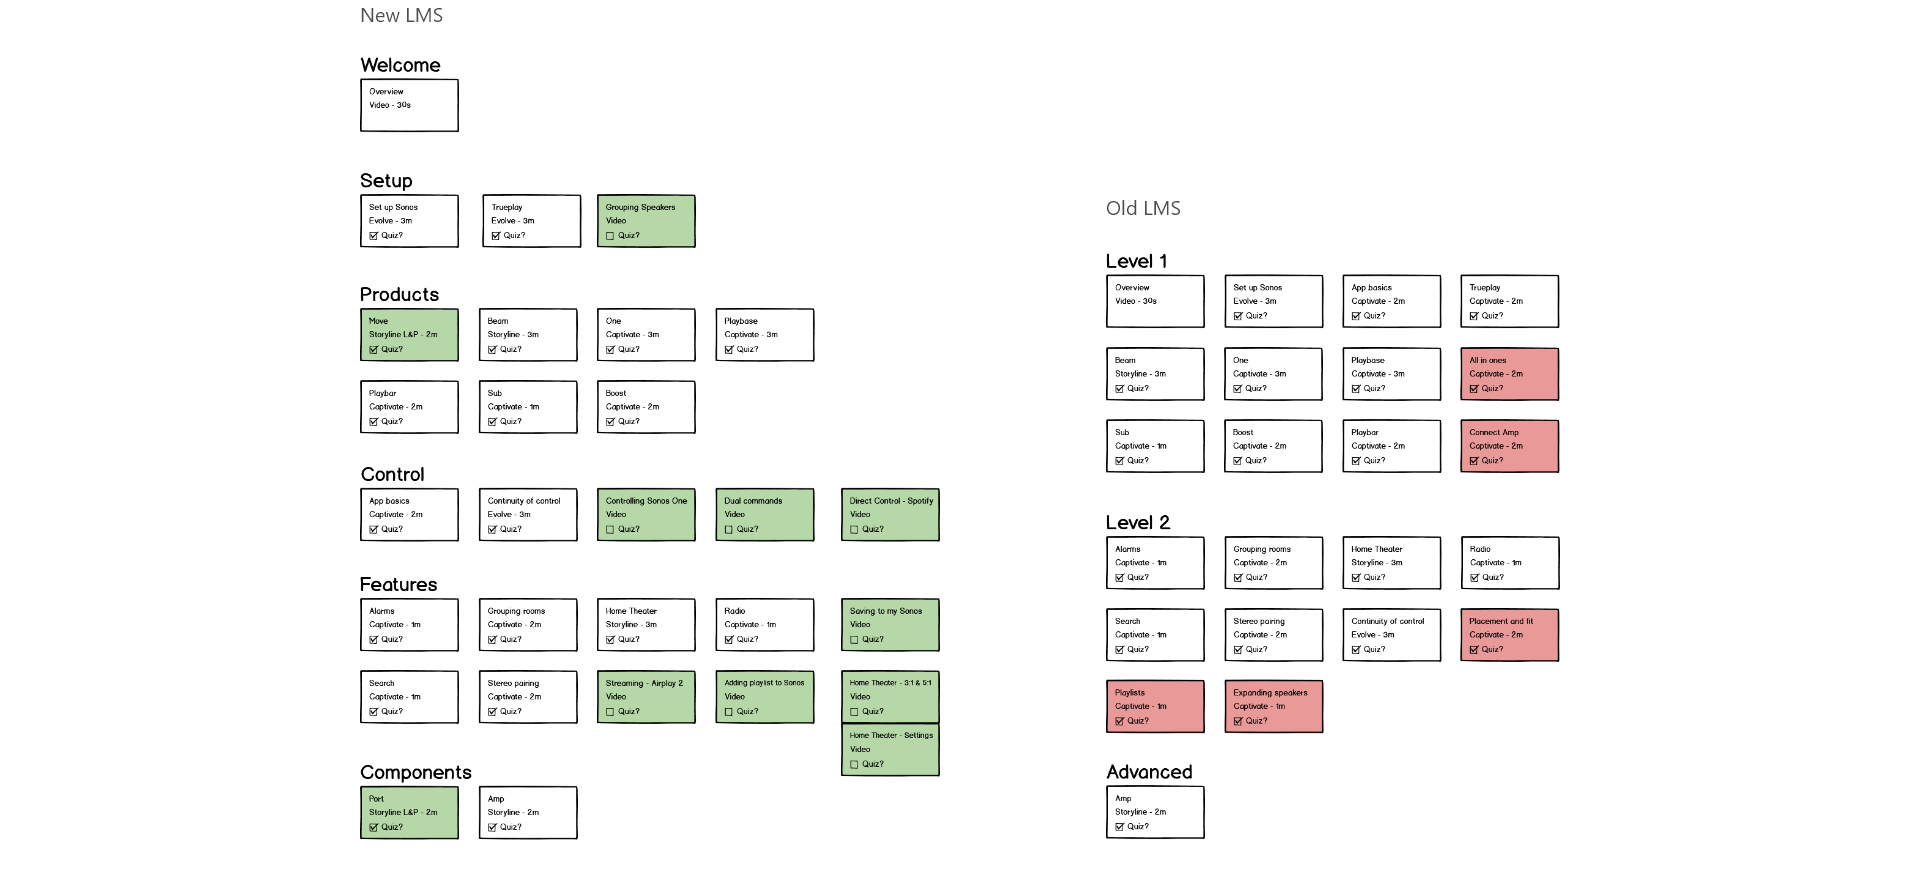 New LMS
Welcome
Overview
Video - 30s
Setup
Set up Sonos
Evolve - 3m
Quiz?
Trueplay
Evolve - 3m
Quiz?
Grouping Speakers
Video
Quiz?
Products
Move
Storyline L&P - 2m
Quiz?
Beam
Storyline - 3m
Quiz?
One
Captivate - 3m
Quiz?
Playbase
Captivate - 3m
Quiz?
Playbar
Captivate - 2m
Quiz?
Sub
Captivate - 1m
Quiz?
Boost
Captivate - 2m
Quiz?
Control
App basics
Captivate - 2m
Quiz?
Continuity of control
Evolve - 3m
Quiz?
Controlling Sonos One
Video
Quiz?
Dual commands
Video
Quiz?
Direct Control - Spotify
Video
Quiz?
Features
Alarms
Captivate - 1m
Quiz?
Grouping rooms
Captivate - 2m
Quiz?
Home Theater
Storyline - 3m
Quiz?
Radio
Captivate - 1m
Quiz?
Saving to my Sonos
Video
Quiz?
Search
Captivate - 1m
Quiz?
Stereo pairing
Captivate - 2m
Quiz?
Streaming - Airplay 2
Video
Quiz?
Adding playlist to Sonos
Video
Quiz?
Home Theater - 3:1 & 5:1
Video
Quiz?
Home Theater - Settings
Video
Quiz?
Components
Port
Storyline L&P - 2m
Quiz?
Amp
Storyline - 2m
Quiz?
Old LMS
Level 1
Overview
Video - 30s
Set up Sonos
Evolve - 3m
Quiz?
App basics
Captivate - 2m
Quiz?
Trueplay
Captivate - 2m
Quiz?
Beam
Storyline - 3m
Quiz?
One
Captivate - 3m
Quiz?
Playbase
Captivate - 3m
Quiz?
All in ones
Captivate - 2m
Quiz?
Sub
Captivate - 1m
Quiz?
Boost
Captivate - 2m
Quiz?
Playbar
Captivate - 2m
Quiz?
Connect Amp
Captivate - 2m
Quiz?
Level 2
Alarms
Captivate - 1m
Quiz?
Grouping rooms
Captivate - 2m
Quiz?
Home Theater
Storyline - 3m
Quiz?
Radio
Captivate - 1m
Quiz?
Search
Captivate - 1m
Quiz?
Stereo pairing
Captivate - 2m
Quiz?
Continuity of control
Evolve - 3m
Quiz?
Placement and fit
Captivate - 2m
Quiz?
Playlists
Captivate - 1m
Quiz?
Expanding speakers
Captivate - 1m
Quiz?
Advanced
Amp
Storyline - 2m
Quiz?